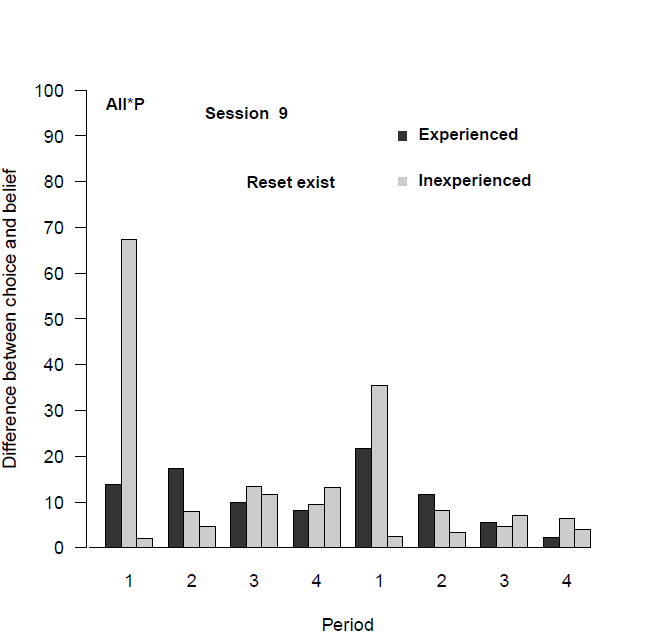 All*P
Session 9
Experienced
Reset exist
Inexperienced
Difference between choice and belief
100
90
80
70
60
50
40
30
20
10
0
1 2 3 4 1 2 3 4
Period